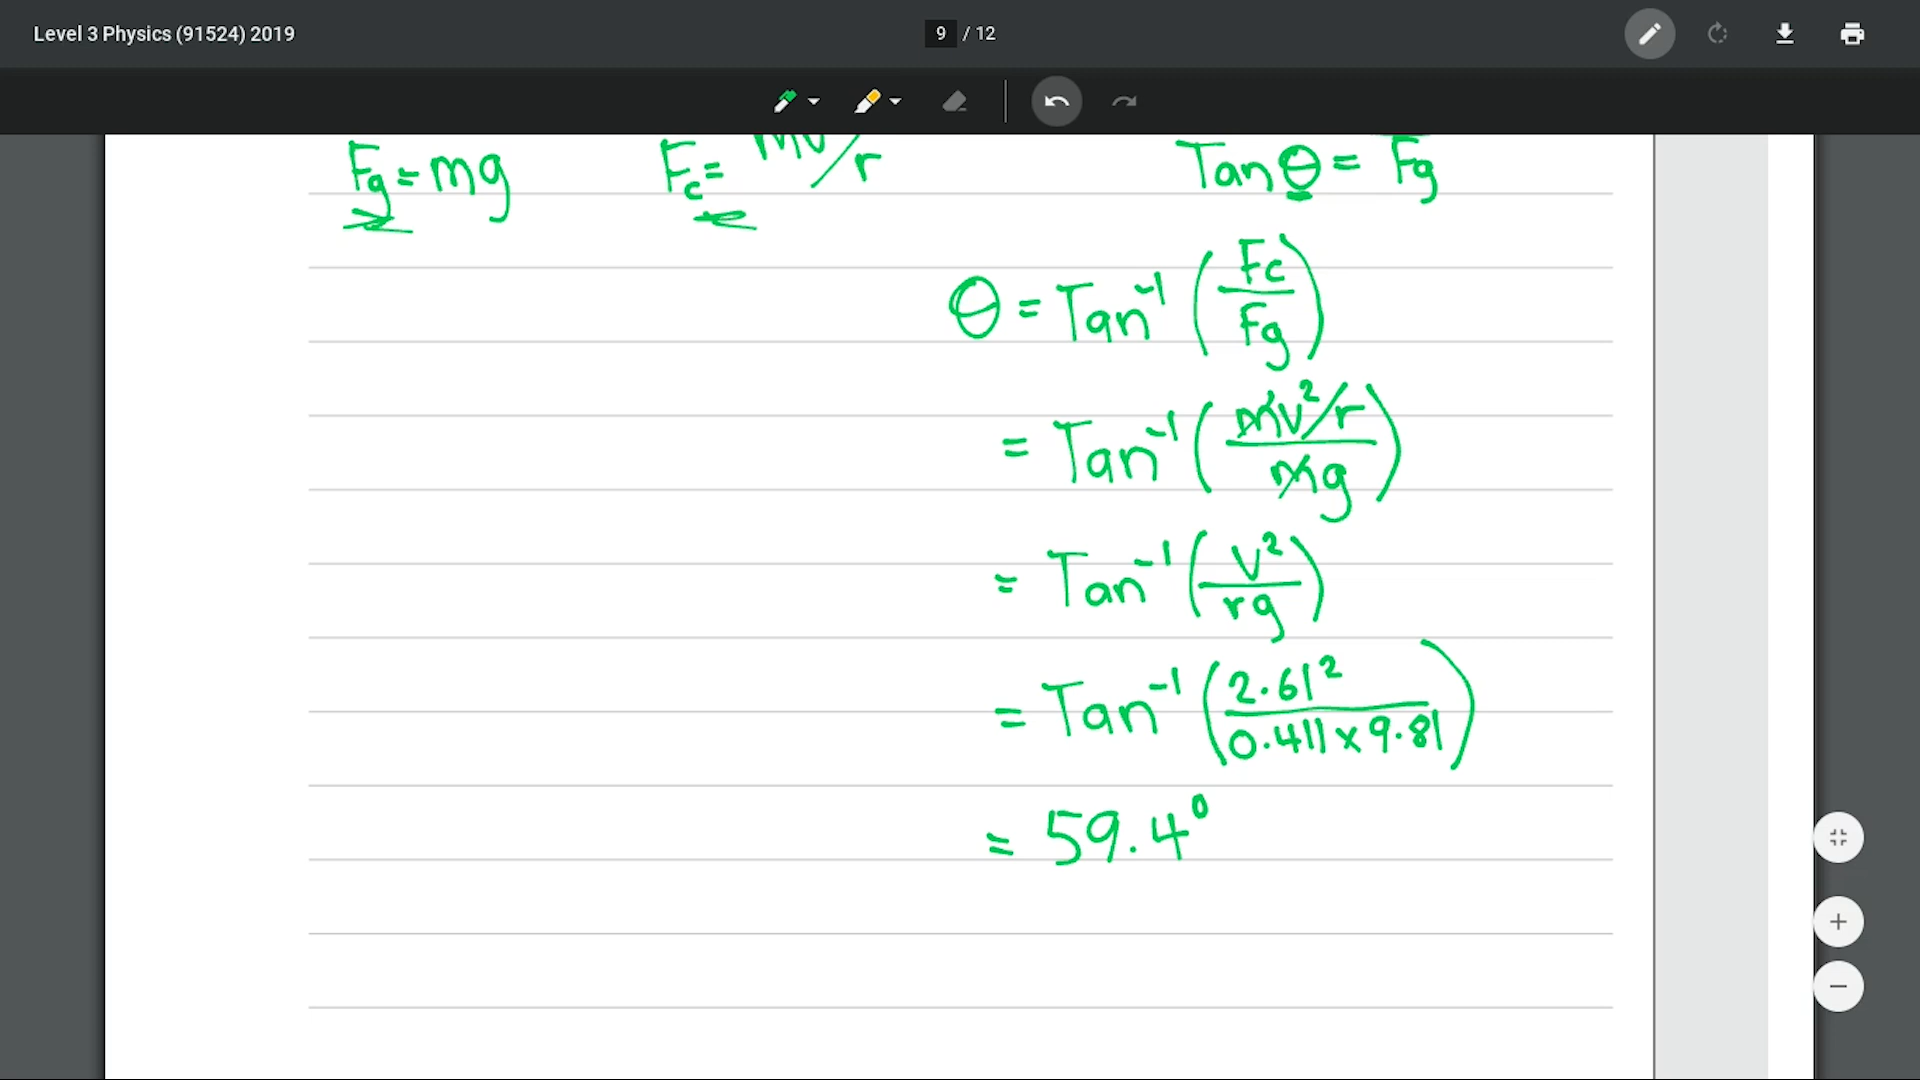 Level 3 Physics (91524) 2019
9 / 12
Fg = mg Fc = mv/r Tan θ = Fg
θ = Tan⁻¹ (Fc/Fg)
= Tan⁻¹ (mv²/r / mg)
= Tan⁻¹ (v²/rg)
= Tan⁻¹ (2.61²/0.411 x 9.81)
= 59.4°